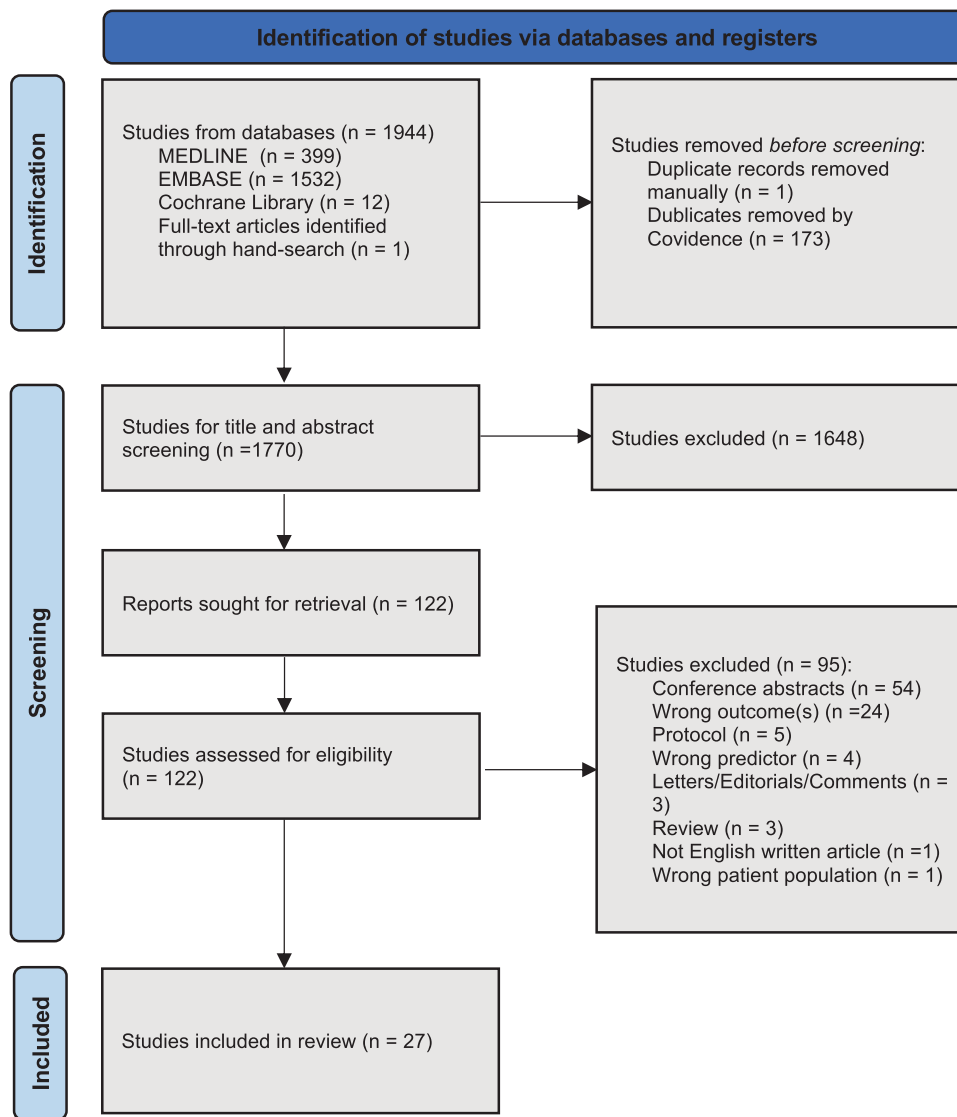 Identification of studies via databases and registers
Identification
Studies from databases (n = 1944)
MEDLINE (n = 399)
EMBASE (n = 1532)
Cochrane Library (n = 12)
Full-text articles identified
through hand-search (n = 1)
Studies removed before screening:
Duplicate records removed
manually (n = 1)
Dublicates removed by
Covidence (n = 173)
Screening
Studies for title and abstract
screening (n =1770)
Studies excluded (n = 1648)
Reports sought for retrieval (n = 122)
Studies assessed for eligibility
(n = 122)
Studies excluded (n = 95):
Conference abstracts (n = 54)
Wrong outcome(s) (n =24)
Protocol (n = 5)
Wrong predictor (n = 4)
Letters/Editorials/Comments (n =
3)
Review (n = 3)
Not English written article (n =1)
Wrong patient population (n = 1)
Included
Studies included in review (n = 27)